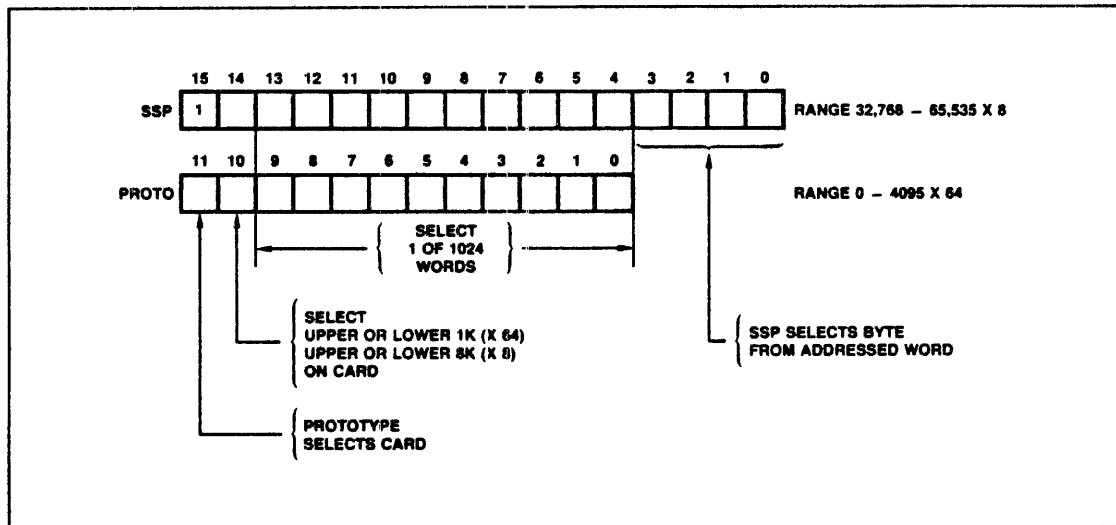 15 14 13 12 11 10 9 8 7 6 5 4 3 2 1 0
SSP 1 RANGE 32,768 – 65,535 X 8
11 10 9 8 7 6 5 4 3 2 1 0
PROTO RANGE 0 – 4095 X 64
SELECT
1 OF 1024
WORDS
SELECT
UPPER OR LOWER 1K (X 64)
UPPER OR LOWER 8K (X 8)
ON CARD
SSP SELECTS BYTE
FROM ADDRESSED WORD
PROTOTYPE
SELECTS CARD